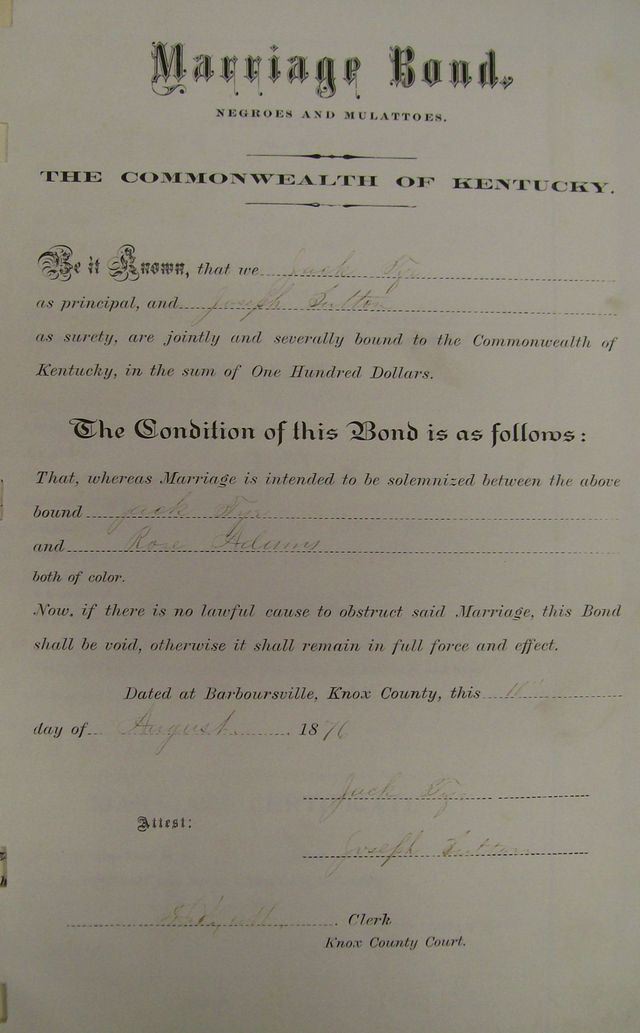 Marriage Bond.
NEGROES AND MULATTOES.
THE COMMONWEALTH OF KENTUCKY.
Be it Known, that we Jack
as principal, and Joseph Sutton
as surety, are jointly and severally bound to the Commonwealth of
Kentucky, in the sum of One Hundred Dollars.
The Condition of this Bond is as follows:
That, whereas Marriage is intended to be solemnized between the above
bound Jack
and Rose Adams
both of color.
Now, if there is no lawful cause to obstruct said Marriage, this Bond
shall be void, otherwise it shall remain in full force and effect.
Dated at Barboursville, Knox County, this
day of August 1876
Jack
Attest:
Joseph Sutton
Clerk
Knox County Court.